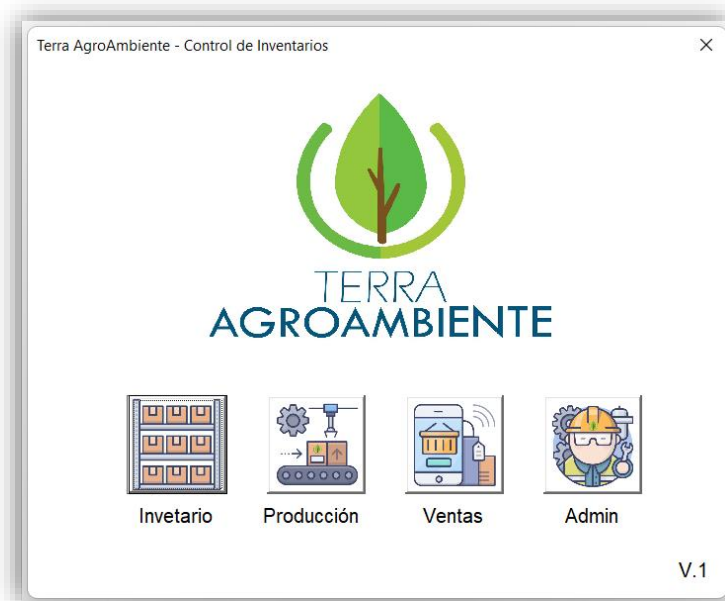 Terra AgroAmbiente - Control de Inventarios
TERRA
AGROAMBIENTE
Invetario Producción Ventas Admin
V.1